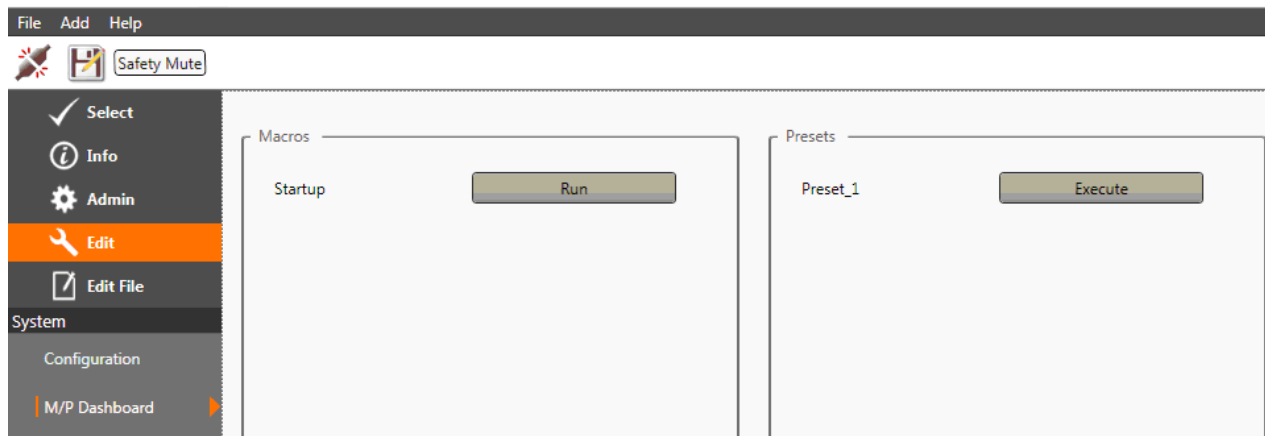 File Add Help
Safety Mute
Select
Info
Admin
Edit
Edit File
System
Configuration
M/P Dashboard
Macros
Startup Run
Presets
Preset_1 Execute